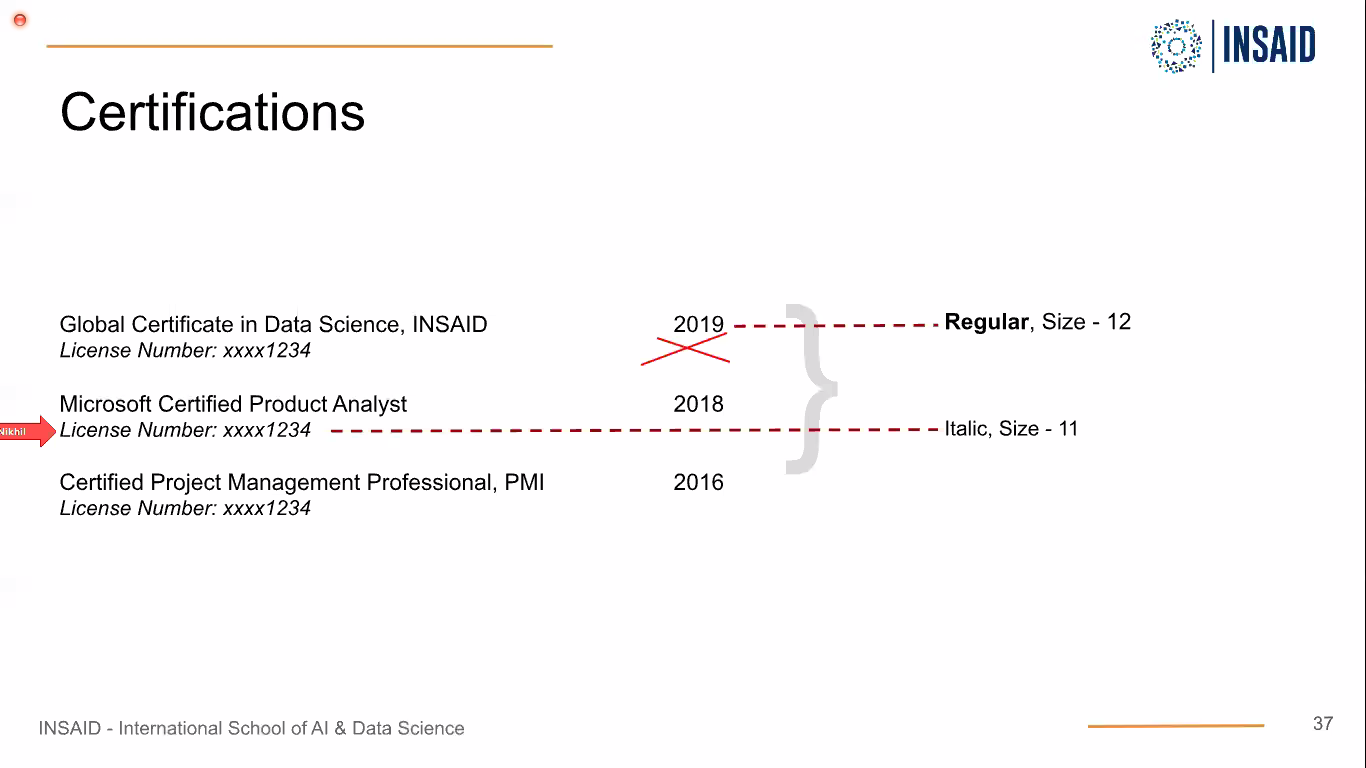 INSAID
Certifications
Global Certificate in Data Science, INSAID 2019 Regular, Size - 12
License Number: xxxx1234
Microsoft Certified Product Analyst 2018
Nikhil License Number: xxxx1234 Italic, Size - 11
Certified Project Management Professional, PMI 2016
License Number: xxxx1234
INSAID - International School of AI & Data Science 37